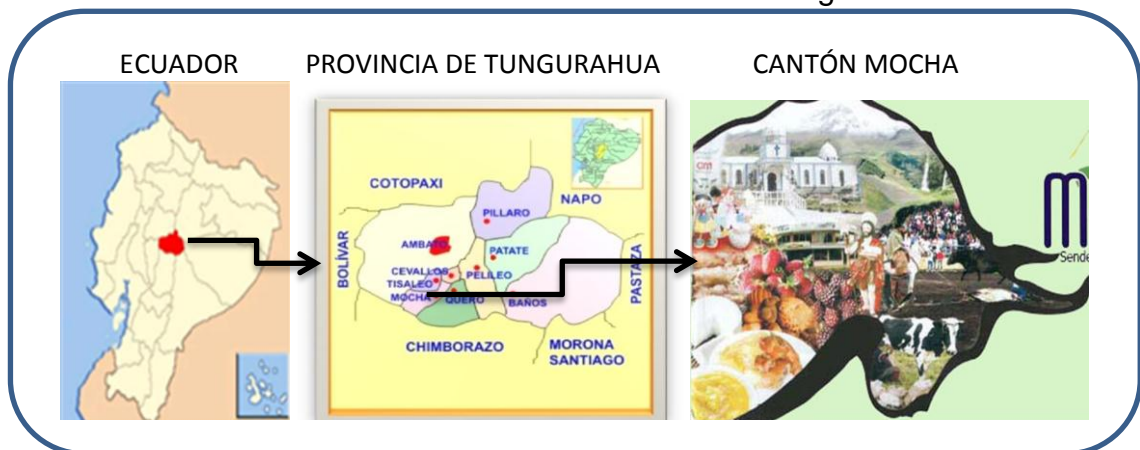 ECUADOR
PROVINCIA DE TUNGURAHUA
CANTÓN MOCHA
COTOPAXI
NAPO
PILLARO
AMBATO
PATATE
BOLÍVAR
CEVALLOS
PELILEO
TISALEO
MOCHA
QUERO
BAÑOS
PASTAZA
CHIMBORAZO
MORONA
SANTIAGO
M
Sende